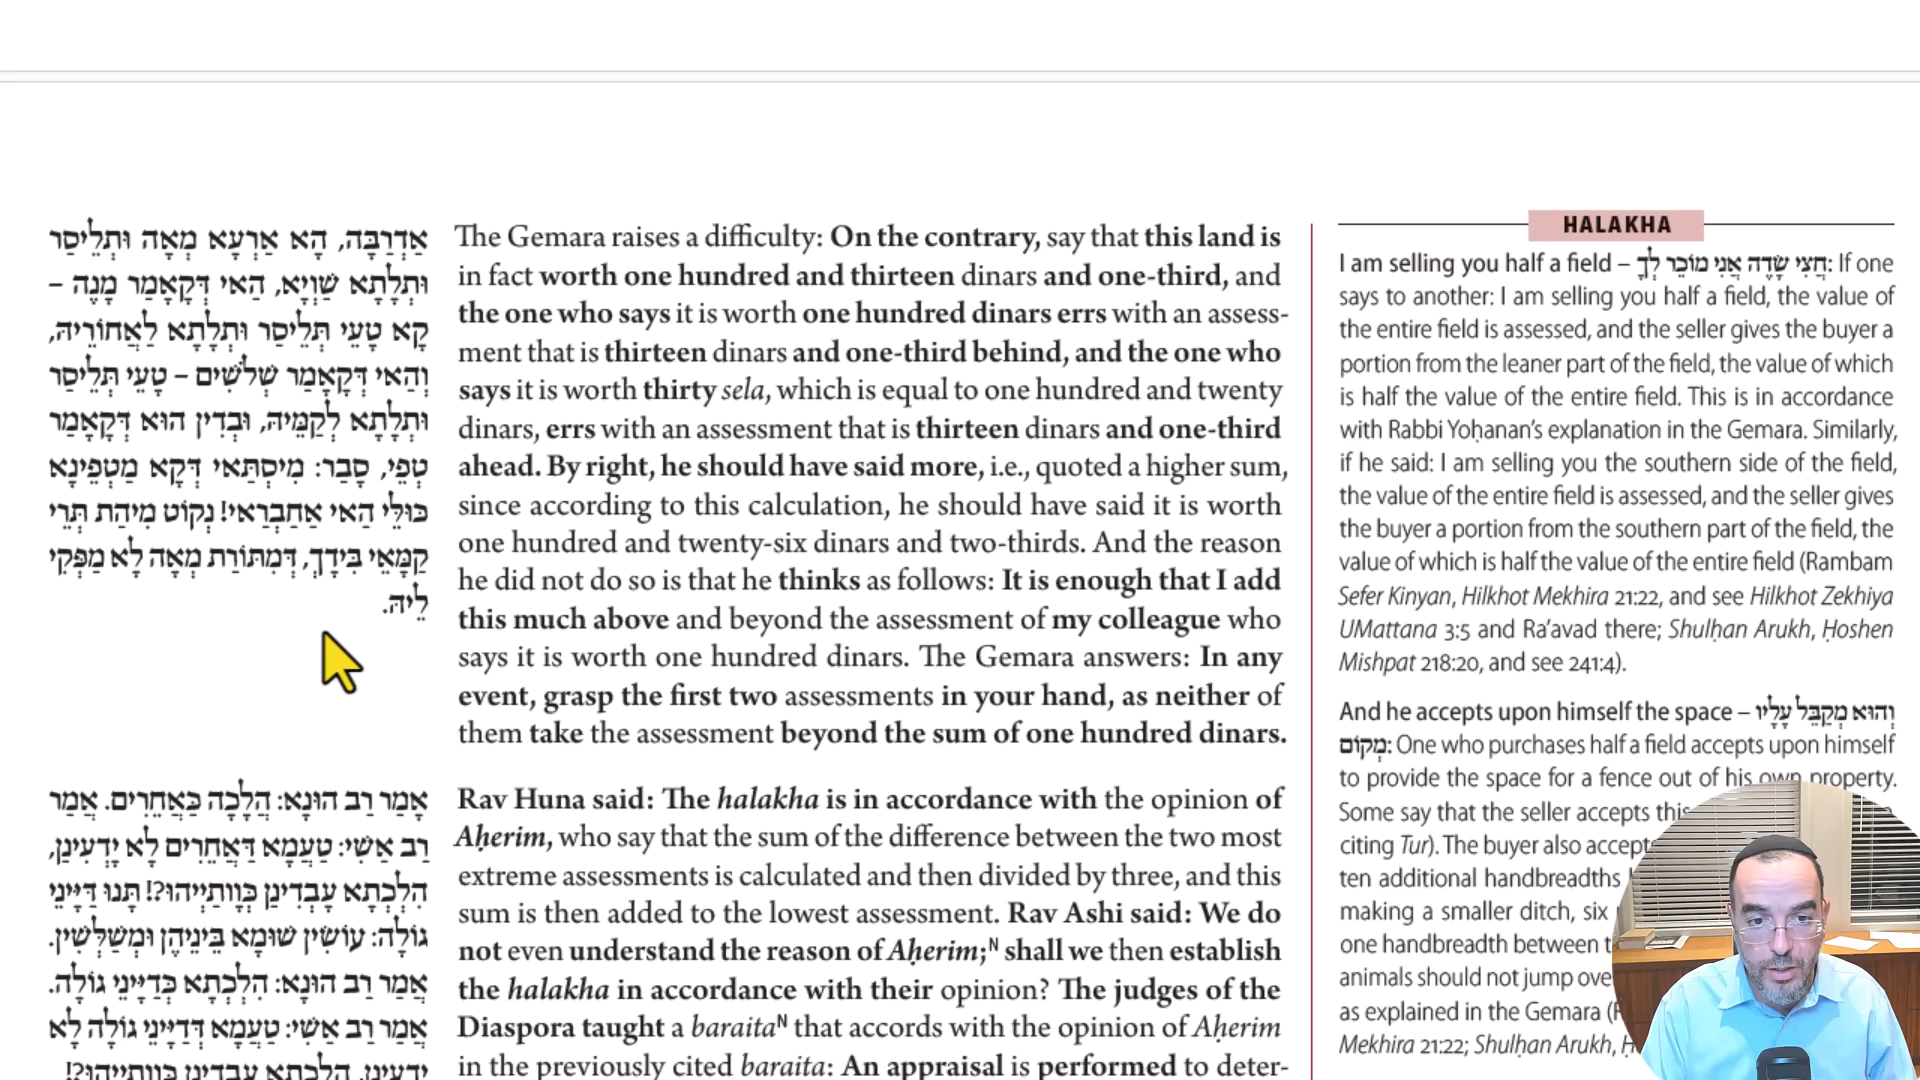 אַדְרַבָּה, הָא אַרְעָא מְאָה וּתְלֵיסַר
וּתְלָתָא שָׁוְיָא, הַאי דְּקָאָמַר מָנֶה –
קָא טָעֵי תְּלֵיסַר וּתְלָתָא לַאֲחוֹרֵיהּ,
וְהַאי דְּקָאָמַר שְׁלֹשִׁים – טָעֵי תְּלֵיסַר
וּתְלָתָא לְקַמֵּיהּ, וּבְדִין הוּא דְּקָאָמַר
טְפֵי, סָבַר: מִיסְתַּאי דְּקָא מַטְפֵינָא
כּוּלֵּי הַאי אַחַבְרַאי! נְקוֹט מִיהַת תְּרֵי
קַמָּאֵי בִּידָךְ, דְּמִתּוֹרַת מְאָה לָא מַפְּקִי
לֵיהּ.
אָמַר רַב הוּנָא: הֲלָכָה כַּאֲחֵרִים. אֲמַר
רַב אַשִׁי: טַעֲמָא דַּאֲחֵרִים לָא יָדְעִינַן,
הִלְכְתָא עָבְדִינַן כְּוָותַיְיהוּ?! תָּנוּ דַּיָּינֵי
גוֹלָה: עוֹשִׂין שׁוּמָא בֵּינֵיהֶן וּמְשַׁלְּשִׁין.
אֲמַר רַב הוּנָא: הִלְכְתָא כְּדַיָּינֵי גוֹלָה.
אֲמַר רַב אַשִׁי: טַעֲמָא דְּדַיָּינֵי גוֹלָה לָא
יָדְעִינַן, הִלְכְתָא עָבְדִינַן כְּוָותַיְיהוּ?!
The Gemara raises a difficulty: On the contrary, say that this land is
in fact worth one hundred and thirteen dinars and one-third, and
the one who says it is worth one hundred dinars errs with an assess-
ment that is thirteen dinars and one-third behind, and the one who
says it is worth thirty sela, which is equal to one hundred and twenty
dinars, errs with an assessment that is thirteen dinars and one-third
ahead. By right, he should have said more, i.e., quoted a higher sum,
since according to this calculation, he should have said it is worth
one hundred and twenty-six dinars and two-thirds. And the reason
he did not do so is that he thinks as follows: It is enough that I add
this much above and beyond the assessment of my colleague who
says it is worth one hundred dinars. The Gemara answers: In any
event, grasp the first two assessments in your hand, as neither of
them take the assessment beyond the sum of one hundred dinars.
Rav Huna said: The halakha is in accordance with the opinion of
Aḥerim, who say that the sum of the difference between the two most
extreme assessments is calculated and then divided by three, and this
sum is then added to the lowest assessment. Rav Ashi said: We do
not even understand the reason of Aḥerim;ᴺ shall we then establish
the halakha in accordance with their opinion? The judges of the
Diaspora taught a baraitaᴺ that accords with the opinion of Aḥerim
in the previously cited baraita: An appraisal is performed to deter-
HALAKHA
I am selling you half a field – חֲצִי שָׂדֶה אֲנִי מוֹכֵר לְךָ: If one
says to another: I am selling you half a field, the value of
the entire field is assessed, and the seller gives the buyer a
portion from the leaner part of the field, the value of which
is half the value of the entire field. This is in accordance
with Rabbi Yoḥanan's explanation in the Gemara. Similarly,
if he said: I am selling you the southern side of the field,
the value of the entire field is assessed, and the seller gives
the buyer a portion from the southern part of the field, the
value of which is half the value of the entire field (Rambam
Sefer Kinyan, Hilkhot Mekhira 21:22, and see Hilkhot Zekhiya
UMattana 3:5 and Ra'avad there; Shulḥan Arukh, Ḥoshen
Mishpat 218:20, and see 241:4).
And he accepts upon himself the space – וְהוּא מְקַבֵּל עָלָיו
מְקוֹם: One who purchases half a field accepts upon himself
to provide the space for a fence out of his own property.
Some say that the seller accepts
citing Tur). The buyer also
ten additional handbreadths
making a smaller ditch, six
one handbreadth between
animals should not jump
as explained in the Gemara
Mekhira 21:22; Shulḥan Arukh,